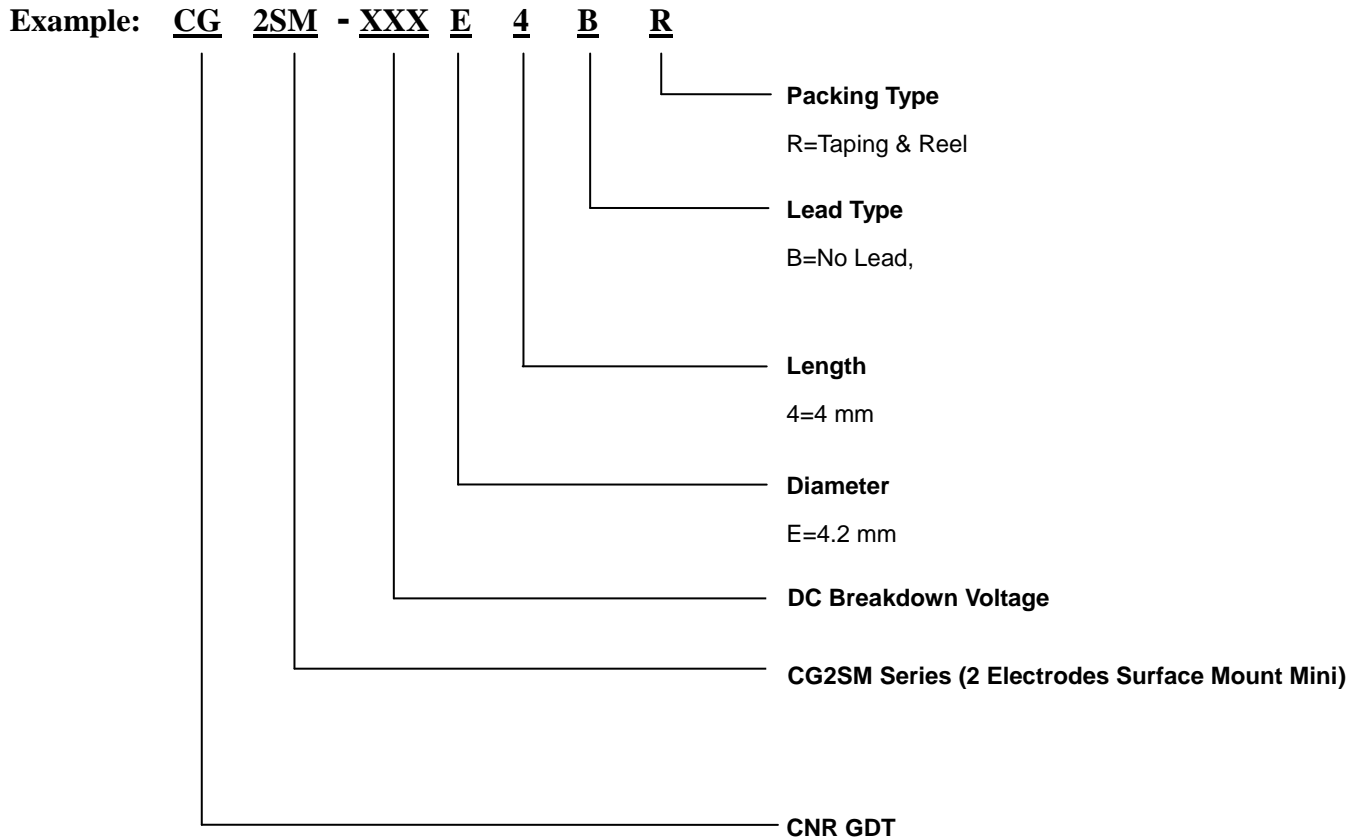 Example: CG 2SM - XXX E 4 B R
Packing Type
R=Taping & Reel
Lead Type
B=No Lead,
Length
4=4 mm
Diameter
E=4.2 mm
DC Breakdown Voltage
CG2SM Series (2 Electrodes Surface Mount Mini)
CNR GDT